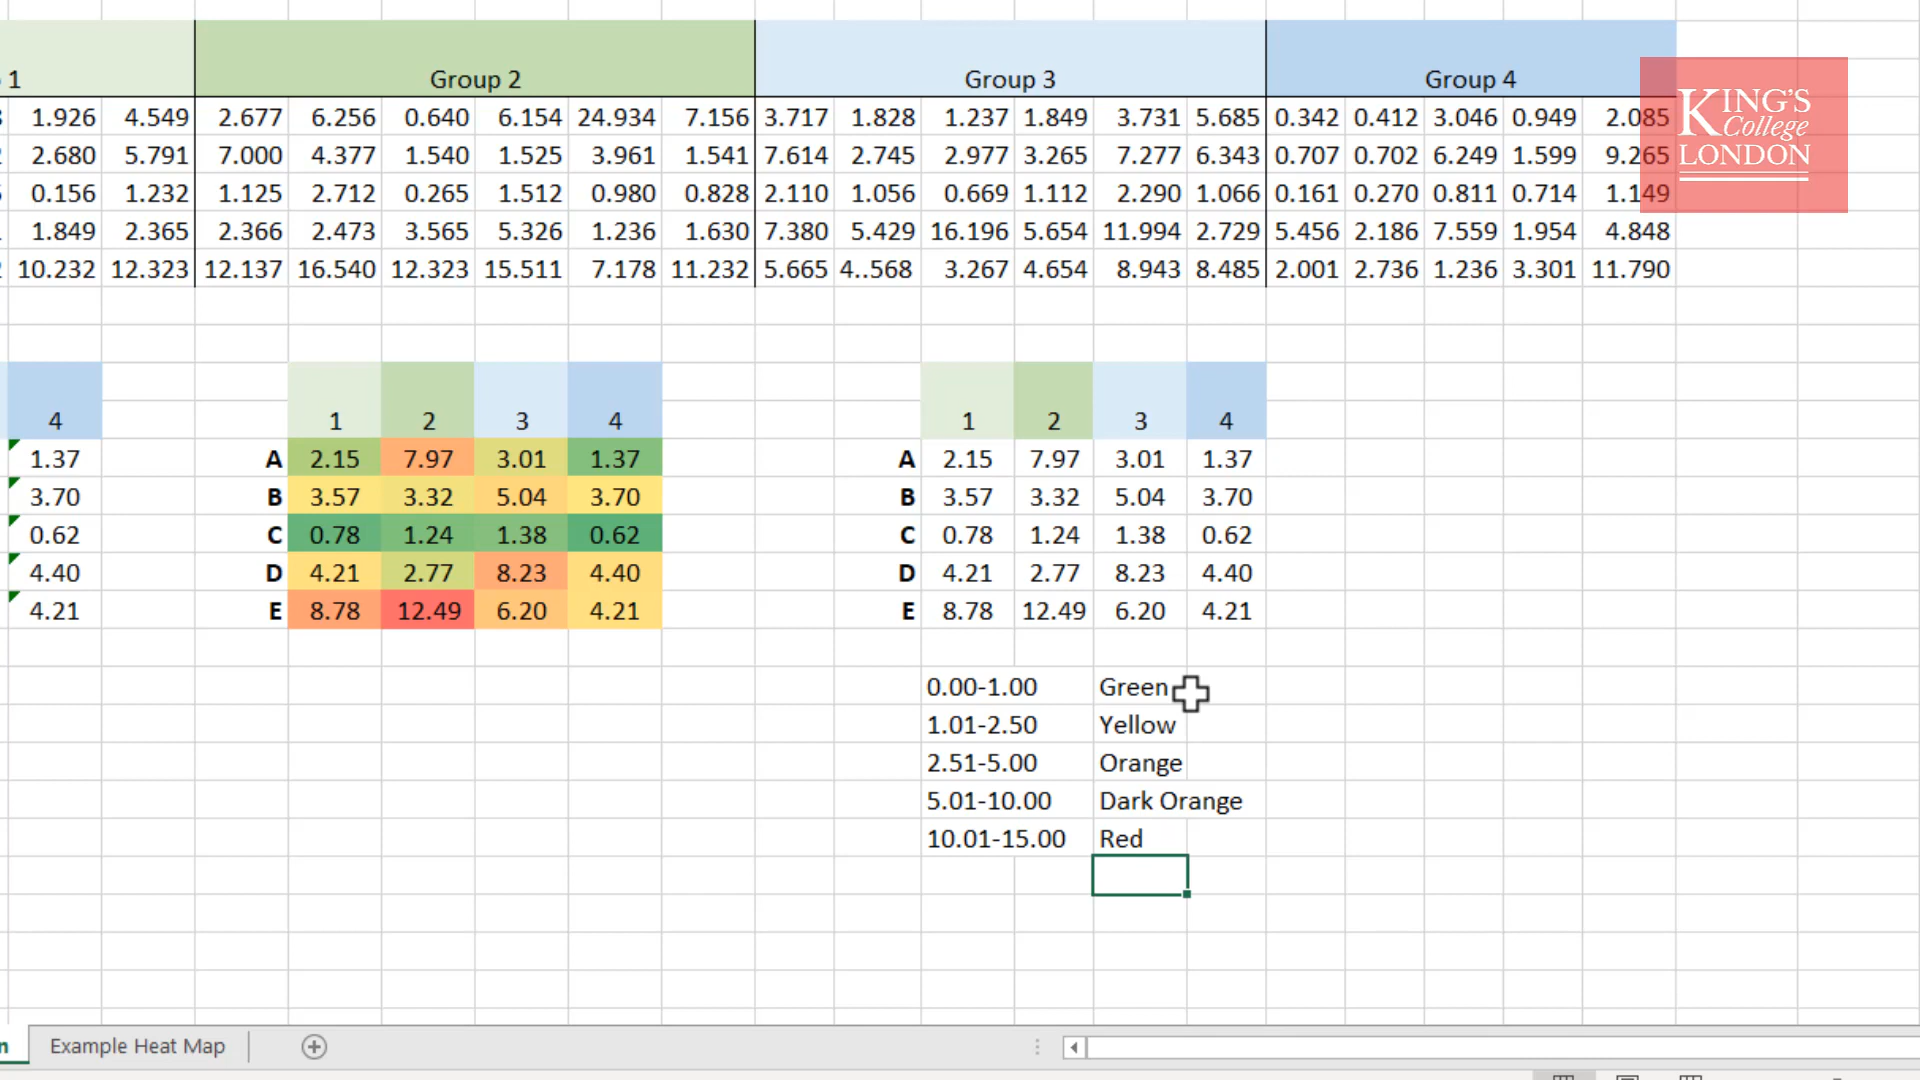 1 Group 2 Group 3 Group 4
1.926 4.549 2.677 6.256 0.640 6.154 24.934 7.156 3.717 1.828 1.237 1.849 3.731 5.685 0.342 0.412 3.046 0.949 2.085
2.680 5.791 7.000 4.377 1.540 1.525 3.961 1.541 7.614 2.745 2.977 3.265 7.277 6.343 0.707 0.702 6.249 1.599 9.265
0.156 1.232 1.125 2.712 0.265 1.512 0.980 0.828 2.110 1.056 0.669 1.112 2.290 1.066 0.161 0.270 0.811 0.714 1.149
1.849 2.365 2.366 2.473 3.565 5.326 1.236 1.630 7.380 5.429 16.196 5.654 11.994 2.729 5.456 2.186 7.559 1.954 4.848
10.232 12.323 12.137 16.540 12.323 15.511 7.178 11.232 5.665 4..568 3.267 4.654 8.943 8.485 2.001 2.736 1.236 3.301 11.790
KING'S
College
LONDON
4 1 2 3 4 1 2 3 4
1.37 A 2.15 7.97 3.01 1.37 A 2.15 7.97 3.01 1.37
3.70 B 3.57 3.32 5.04 3.70 B 3.57 3.32 5.04 3.70
0.62 C 0.78 1.24 1.38 0.62 C 0.78 1.24 1.38 0.62
4.40 D 4.21 2.77 8.23 4.40 D 4.21 2.77 8.23 4.40
4.21 E 8.78 12.49 6.20 4.21 E 8.78 12.49 6.20 4.21
0.00-1.00 Green
1.01-2.50 Yellow
2.51-5.00 Orange
5.01-10.00 Dark Orange
10.01-15.00 Red
n Example Heat Map